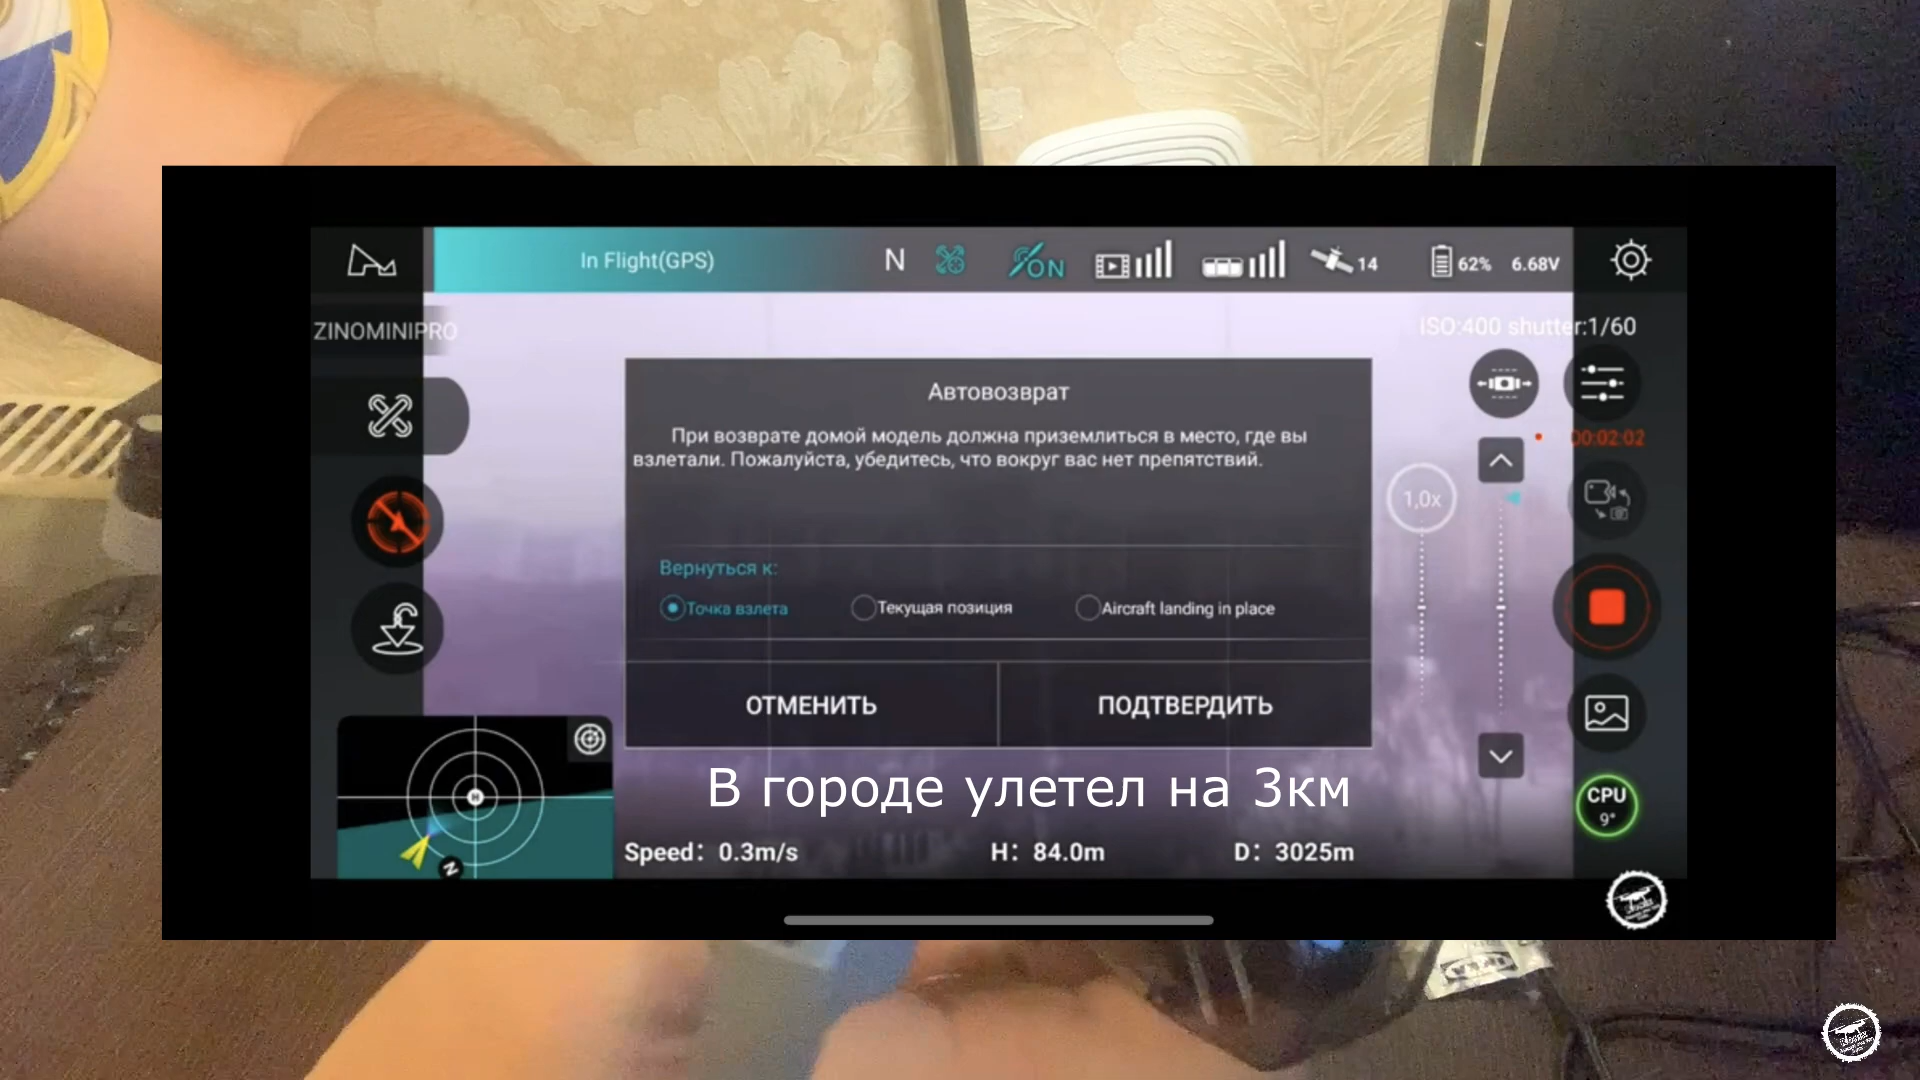 In Flight(GPS)
N
ON
14
62%
6.68V
ZINOMINIPRO
ISO:400 shutter:1/60
Автовозврат
При возврате домой модель должна приземлиться в место, где вы
взлетали. Пожалуйста, убедитесь, что вокруг вас нет препятствий.
00:02:02
1,0x
Вернуться к:
Точка взлета
Текущая позиция
Aircraft landing in place
ОТМЕНИТЬ
ПОДТВЕРДИТЬ
В городе улетел на 3км
CPU
9°
Speed: 0.3m/s
H: 84.0m
D: 3025m
H
N